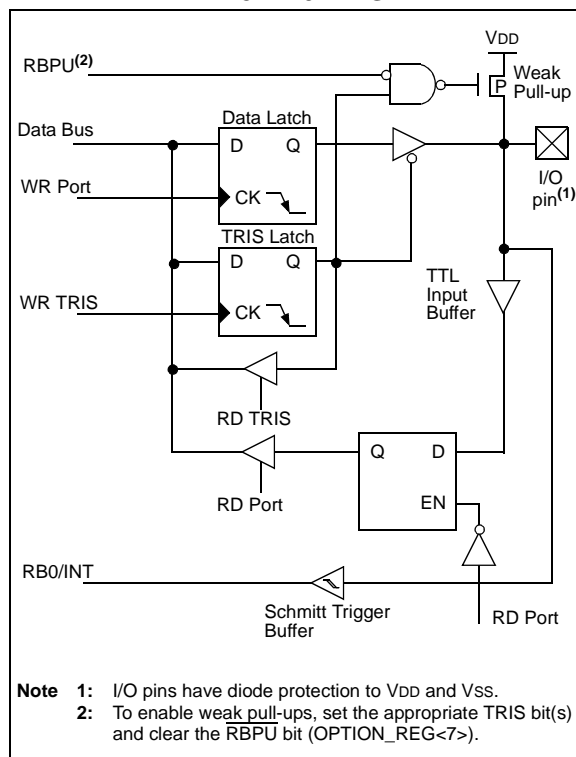 VDD
RBPU(2)
P
Weak
Pull-up
Data Latch
Data Bus
D Q
I/O
pin(1)
WR Port
CK
TRIS Latch
D Q
TTL
Input
Buffer
WR TRIS
CK
RD TRIS
Q D
RD Port
EN
RB0/INT
Schmitt Trigger
Buffer
RD Port
Note 1: I/O pins have diode protection to VDD and VSS.
2: To enable weak pull-ups, set the appropriate TRIS bit(s)
and clear the RBPU bit (OPTION_REG<7>).